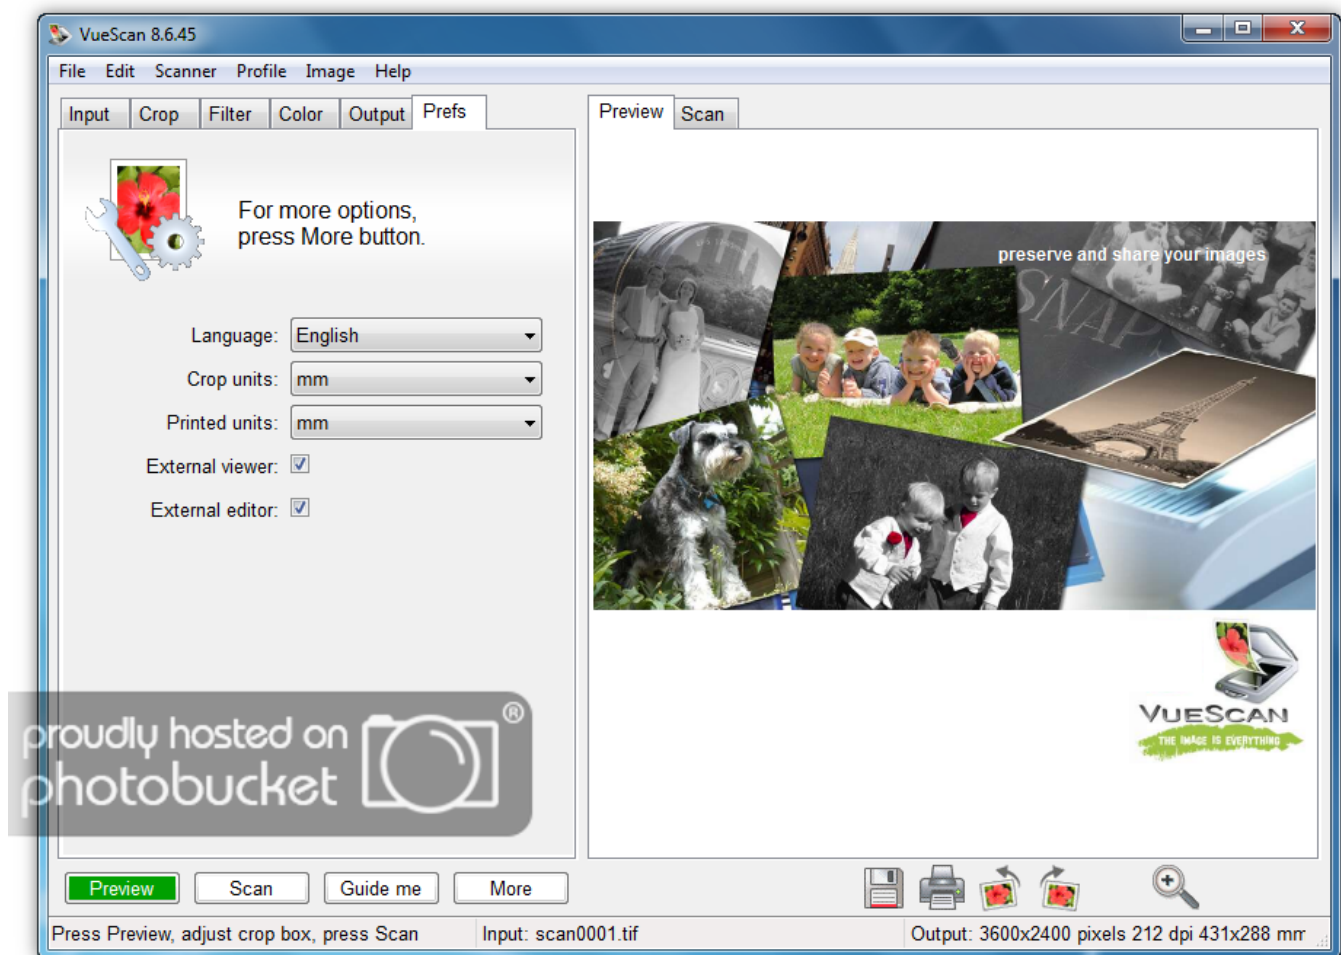 VueScan 8.6.45
File Edit Scanner Profile Image Help
Input Crop Filter Color Output Prefs
Preview Scan
For more options,
press More button.
Language: English
Crop units: mm
Printed units: mm
External viewer:
External editor:
preserve and share your images
SNAP
VUESCAN
THE IMAGE IS EVERYTHING
proudly hosted on
photobucket ®
Preview Scan Guide me More
Press Preview, adjust crop box, press Scan
Input: scan0001.tif
Output: 3600x2400 pixels 212 dpi 431x288 mm